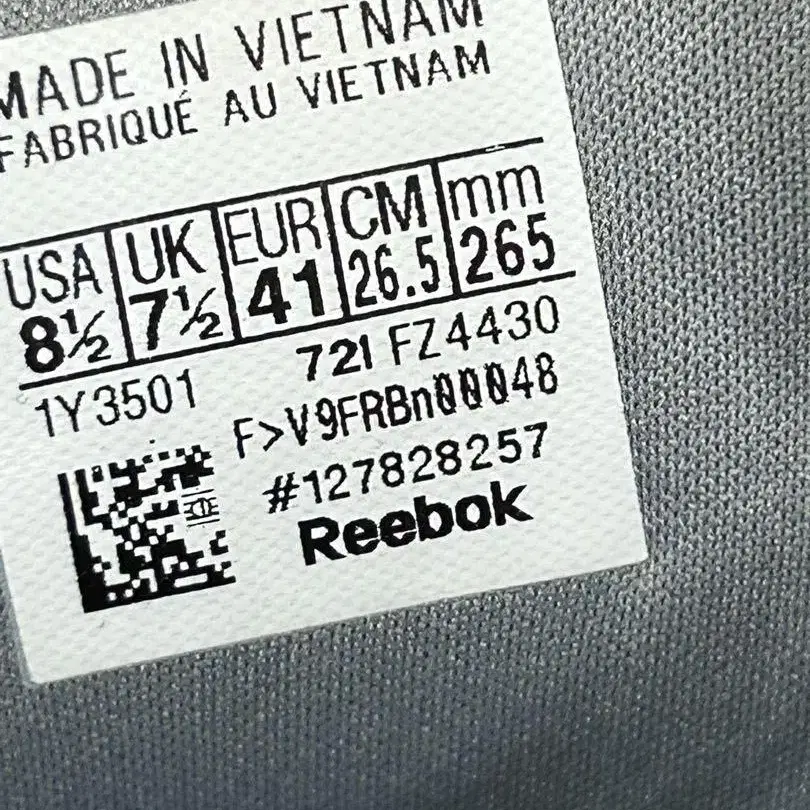 MADE IN VIETNAM
FABRIQUÉ AU VIETNAM
USA UK EUR CM mm
8½ 7½ 41 26.5 265
1Y3501 721 FZ4430
F>V9FRBn00048
#127828257
Reebok